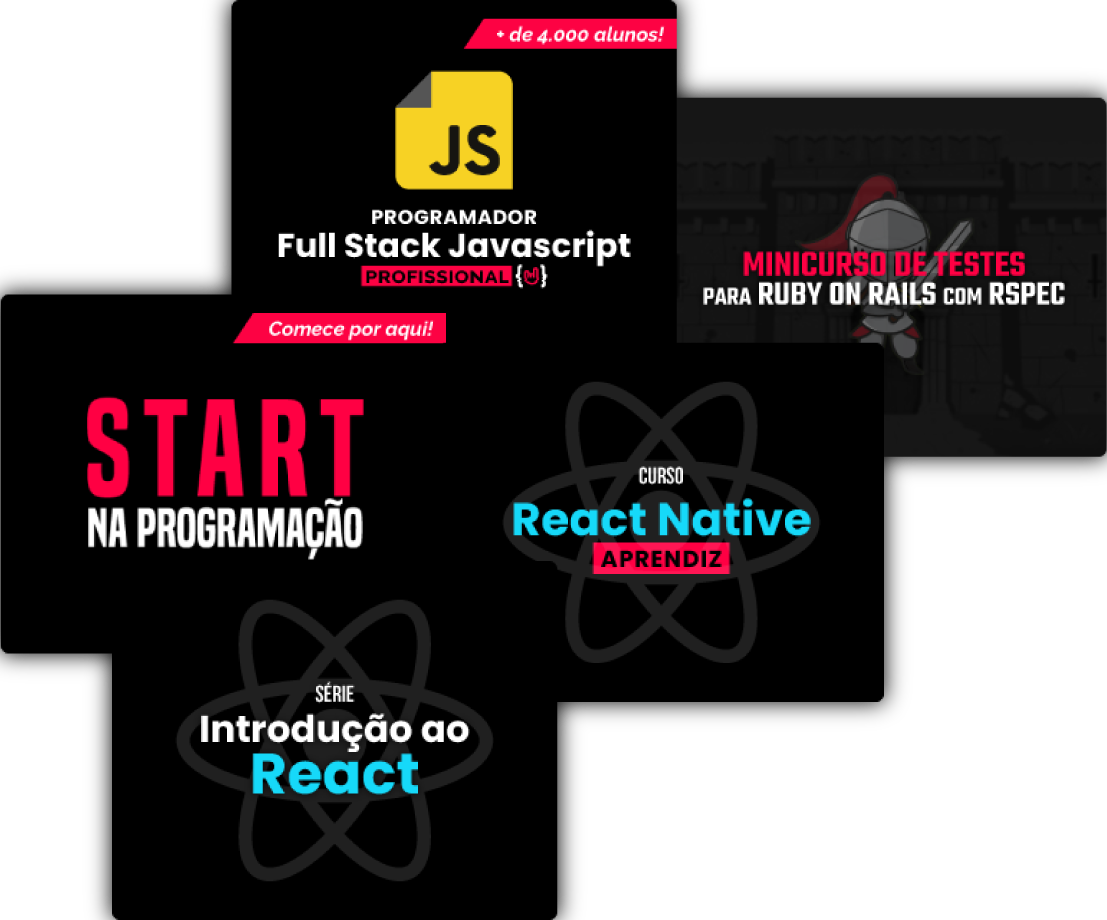 + de 4.000 alunos!
JS
PROGRAMADOR
Full Stack Javascript
PROFISSIONAL { }
MINICURSO DE TESTES
PARA RUBY ON RAILS COM RSPEC
Comece por aqui!
START
NA PROGRAMAÇÃO
CURSO
React Native
APRENDIZ
SÉRIE
Introdução ao
React